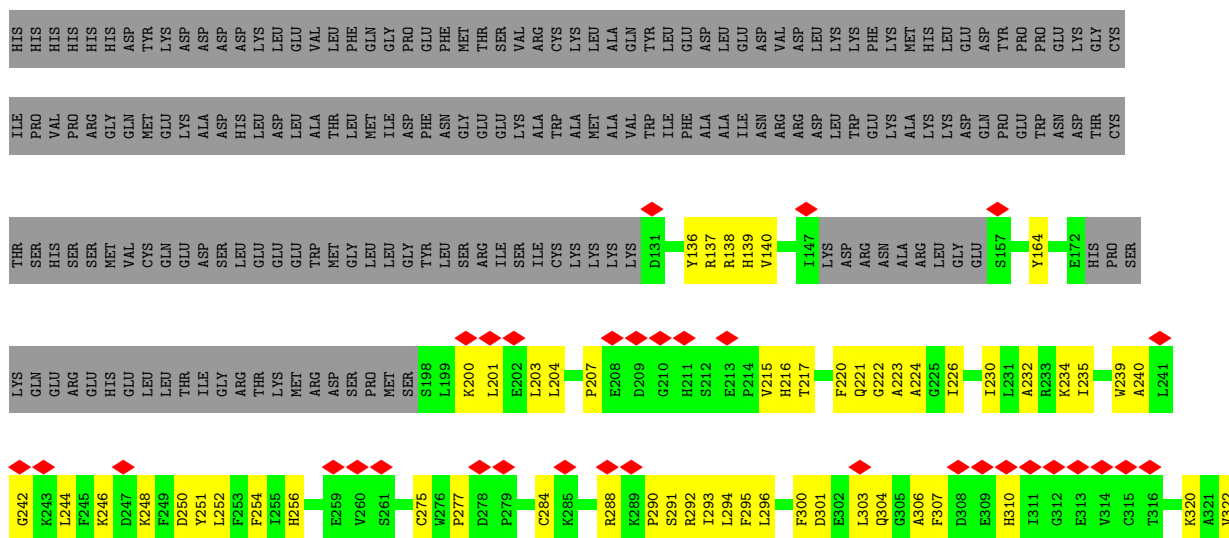 HIS HIS HIS HIS HIS HIS ASP TYR LYS ASP ASP ASP ASP LYS LEU GLU VAL LEU PHE GLN GLY PRO GLU PHE MET THR SER VAL ARG CYS LYS LEU ALA GLN TYR LEU GLU ASP LEU GLU ASP VAL ASP LEU LYS LYS PHE LYS MET HIS LEU GLU ASP TYR PRO PRO GLU LYS GLY CYS
ILE PRO VAL PRO ARG GLY GLN MET GLU LYS ALA ASP HIS LEU ASP LEU ALA THR LEU MET ILE ASP PHE ASN GLY GLU GLU LYS ALA TRP ALA MET ALA VAL TRP ILE PHE ALA ALA ILE ASN ARG ARG ASP LEU TRP GLU LYS ALA LYS LYS ASP GLN PRO GLU TRP ASN ASP THR CYS
THR SER HIS SER SER MET VAL CYS GLN GLU ASP SER LEU GLU GLU GLU TRP MET GLY LEU LEU GLY TYR LEU SER ARG ILE SER ILE CYS LYS LYS LYS LYS D131 Y136 R137 R138 H139 V140 I147 LYS ASP ARG ASN ALA ARG LEU GLY GLU S157 Y164 E172 HIS PRO SER
LYS GLN GLU ARG GLU HIS GLU LEU LEU THR ILE GLY ARG THR LYS MET ARG ASP SER PRO MET SER S198 L199 K200 L201 E202 L203 L204 P207 E208 D209 G210 H211 S212 E213 P214 V215 H216 T217 F220 Q221 G222 A223 A224 G225 I226 I230 L231 A232 R233 K234 I235 W239 A240 L241
G242 K243 L244 F245 K246 D247 K248 F249 D250 Y251 L252 F253 F254 I255 H256 E259 V260 S261 C275 W276 P277 D278 P279 C284 K285 R288 K289 P290 S291 R292 I293 L294 F295 L296 F300 D301 E302 L303 Q304 G305 A306 F307 D308 E309 H310 I311 G312 E313 V314 C315 T316 K320 A321 V322